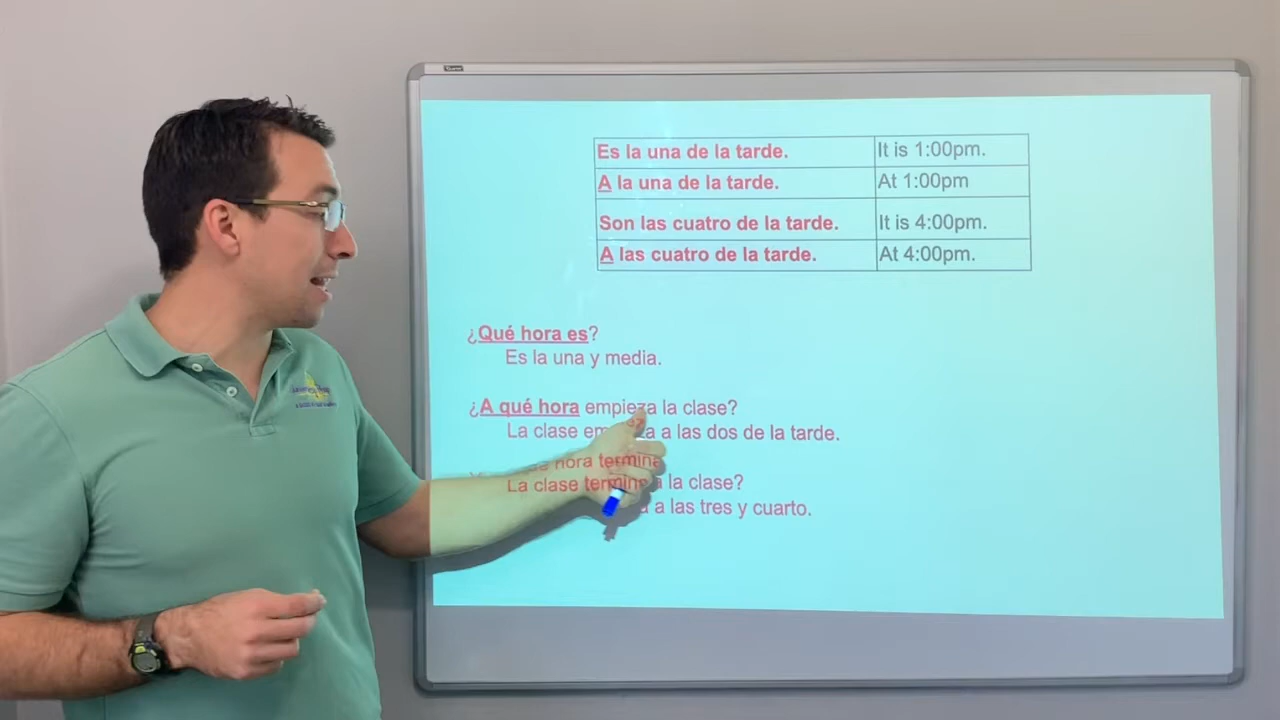 Es la una de la tarde. It is 1:00pm.
A la una de la tarde. At 1:00pm
Son las cuatro de la tarde. It is 4:00pm.
A las cuatro de la tarde. At 4:00pm.
¿Qué hora es?
Es la una y media.
¿A qué hora empieza la clase?
La clase empieza a las dos de la tarde.
hora termina la clase?
La clase termina a las tres y cuarto.